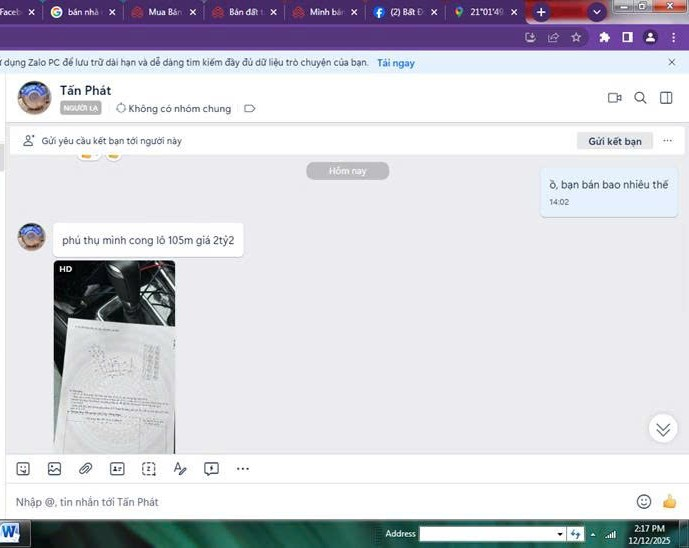 Faceb
bán nhà
Mua Bán
Bán đất t
Mình bán
(2) Bất Đ
21°01'49
dụng Zalo PC để lưu trữ dài hạn và dễ dàng tìm kiếm đầy đủ dữ liệu trò chuyện của bạn. Tải ngay
Tấn Phát
NGƯỜI LẠ Không có nhóm chung
Gửi yêu cầu kết bạn tới người này
Gửi kết bạn
Hôm nay
ồ, bạn bán bao nhiêu thế
14:02
phú thụ mình cong lô 105m giá 2tỷ2
HD
Nhập @, tin nhắn tới Tấn Phát
Address
2:17 PM
12/12/2025